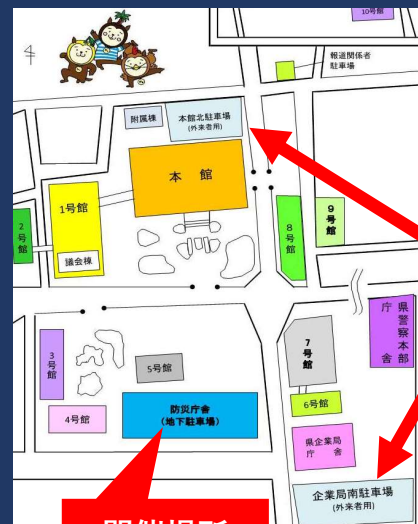 10号館
報道関係者
駐車場
附属棟
本館北駐車場
(外来者用)
本 館
1号館
2号館
議会棟
8号館
9号館
県警察本部
庁 舎
7号館
3号館
5号館
6号館
4号館
防災庁舎
(地下駐車場)
県企業局
庁 舎
企業局南駐車場
(外来者用)
開催場所